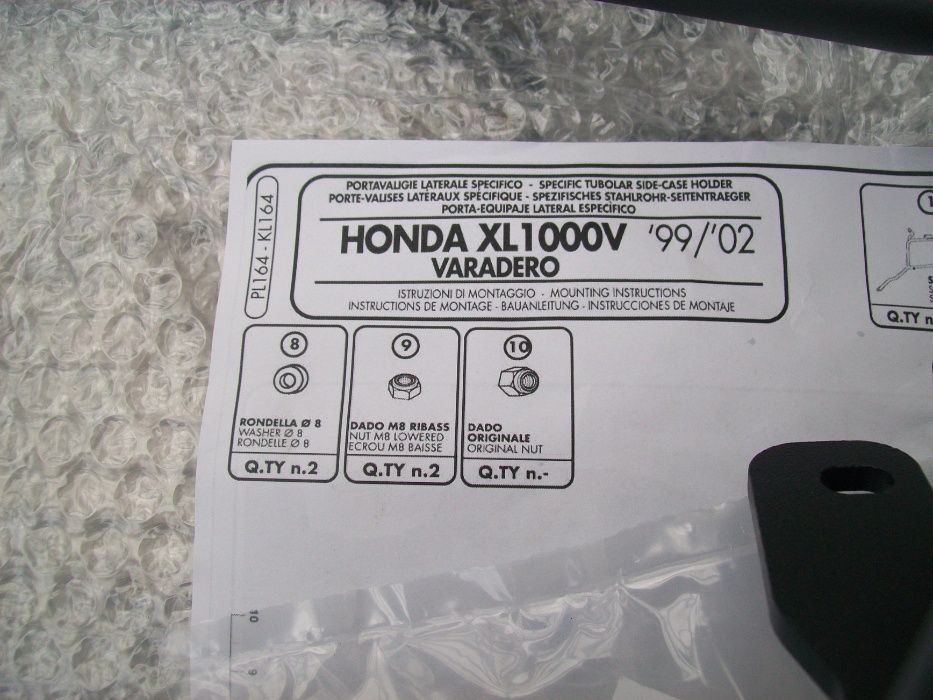 PL164 - KL164
PORTAVALIGIE LATERALE SPECIFICO - SPECIFIC TUBOLAR SIDE-CASE HOLDER
PORTE-VALISES LATÉRAUX SPÉCIFIQUE - SPEZIFISCHES STAHLROHR-SEITENTRAEGER
PORTA-EQUIPAJE LATERAL ESPECÍFICO
HONDA XL1000V '99/'02
VARADERO
ISTRUZIONI DI MONTAGGIO - MOUNTING INSTRUCTIONS
INSTRUCTIONS DE MONTAGE - BAUANLEITUNG - INSTRUCCIONES DE MONTAJE
8
RONDELLA Ø 8
WASHER Ø 8
RONDELLE Ø 8
Q.TY n.2
9
DADO M8 RIBASS
NUT M8 LOWERED
ECROU M8 BAISSE
Q.TY n.2
10
DADO
ORIGINALE
ORIGINAL NUT
Q.TY n.-
Q.TY n.
10
9